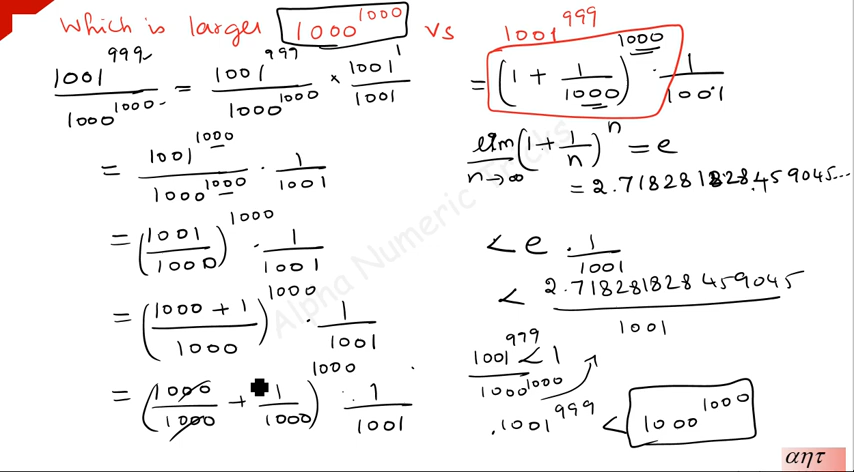 Which is larger 1000^1000 vs 1001^999
1001^999 / 1000^1000 = 1001^999 / 1000^1000 × 1001^1 / 1001
= 1001^1000 / 1000^1000 · 1 / 1001
= (1001 / 1000)^1000 · 1 / 1001
= (1000 + 1 / 1000)^1000 · 1 / 1001
= (1000 / 1000 + 1 / 1000)^1000 · 1 / 1001
= (1 + 1 / 1000)^1000 · 1 / 1001
lim n→∞ (1 + 1/n)^n = e
= 2.718281828.459045...
< e · 1 / 1001
< 2.718281828459045 / 1001
1001^999 / 1000^1000 < 1
. 1001^999 < 1000^1000
Alpha Numeric Tricks
αητ